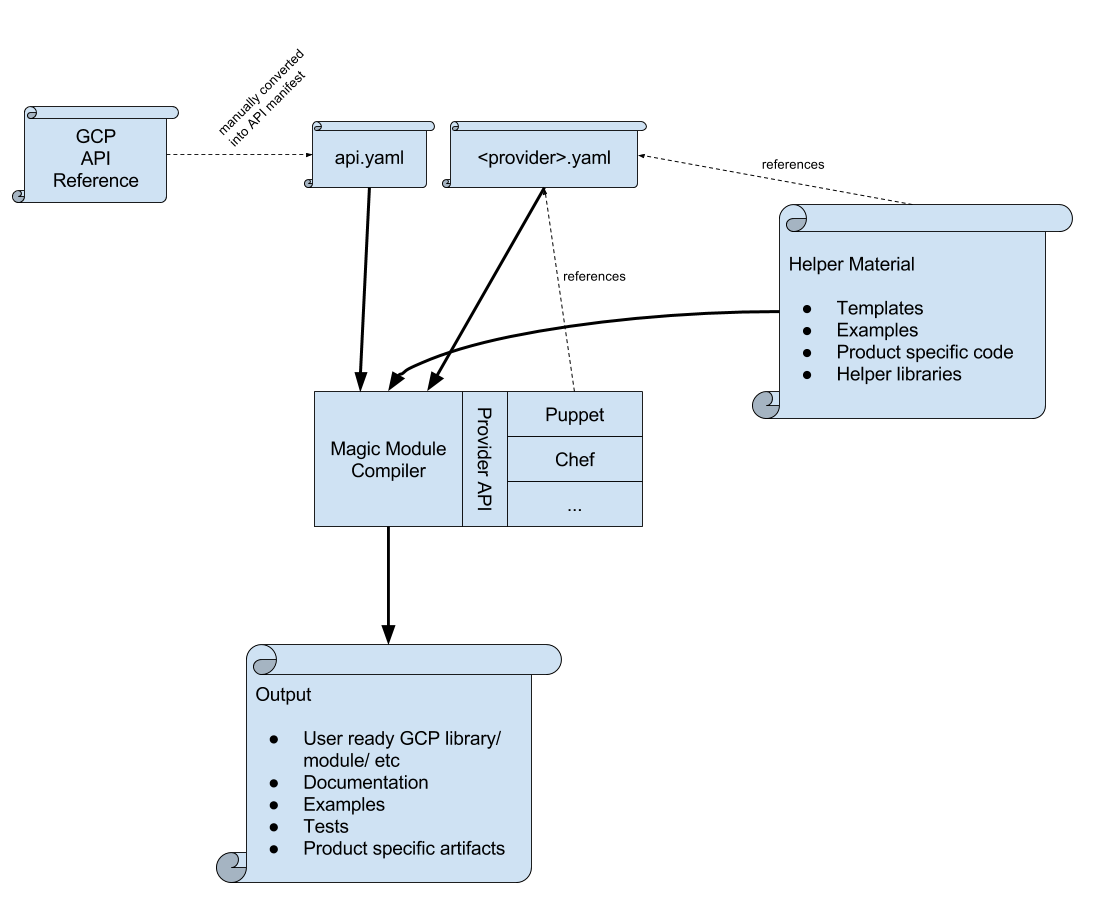 manually converted
into API manifest
GCP
API
Reference
api.yaml
<provider>.yaml
references
Helper Material
● Templates
● Examples
● Product specific code
● Helper libraries
references
Magic Module
Compiler
Provider API
Puppet
Chef
...
Output
● User ready GCP library/
module/ etc
● Documentation
● Examples
● Tests
● Product specific artifacts